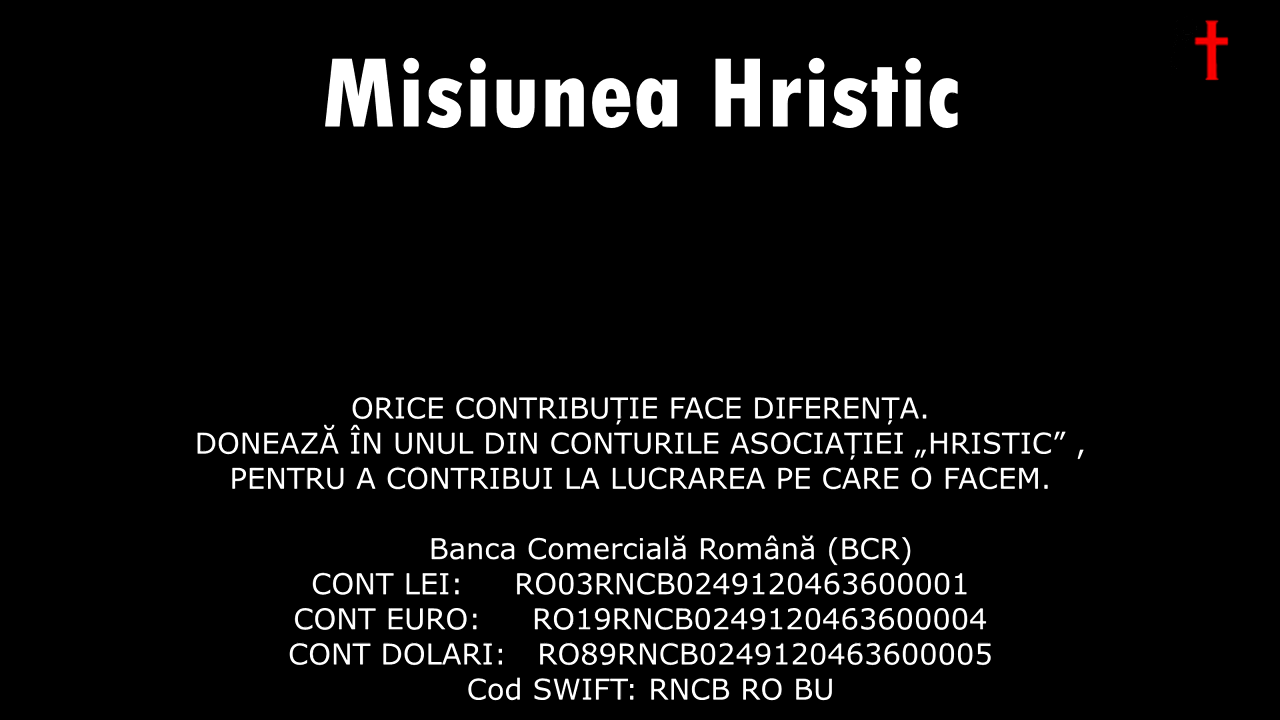 Misiunea Hristic
ORICE CONTRIBUȚIE FACE DIFERENȚA.
DONEAZĂ ÎN UNUL DIN CONTURILE ASOCIAȚIEI „HRISTIC” ,
PENTRU A CONTRIBUI LA LUCRAREA PE CARE O FACEM.
Banca Comercială Română (BCR)
CONT LEI: RO03RNCB0249120463600001
CONT EURO: RO19RNCB0249120463600004
CONT DOLARI: RO89RNCB0249120463600005
Cod SWIFT: RNCB RO BU